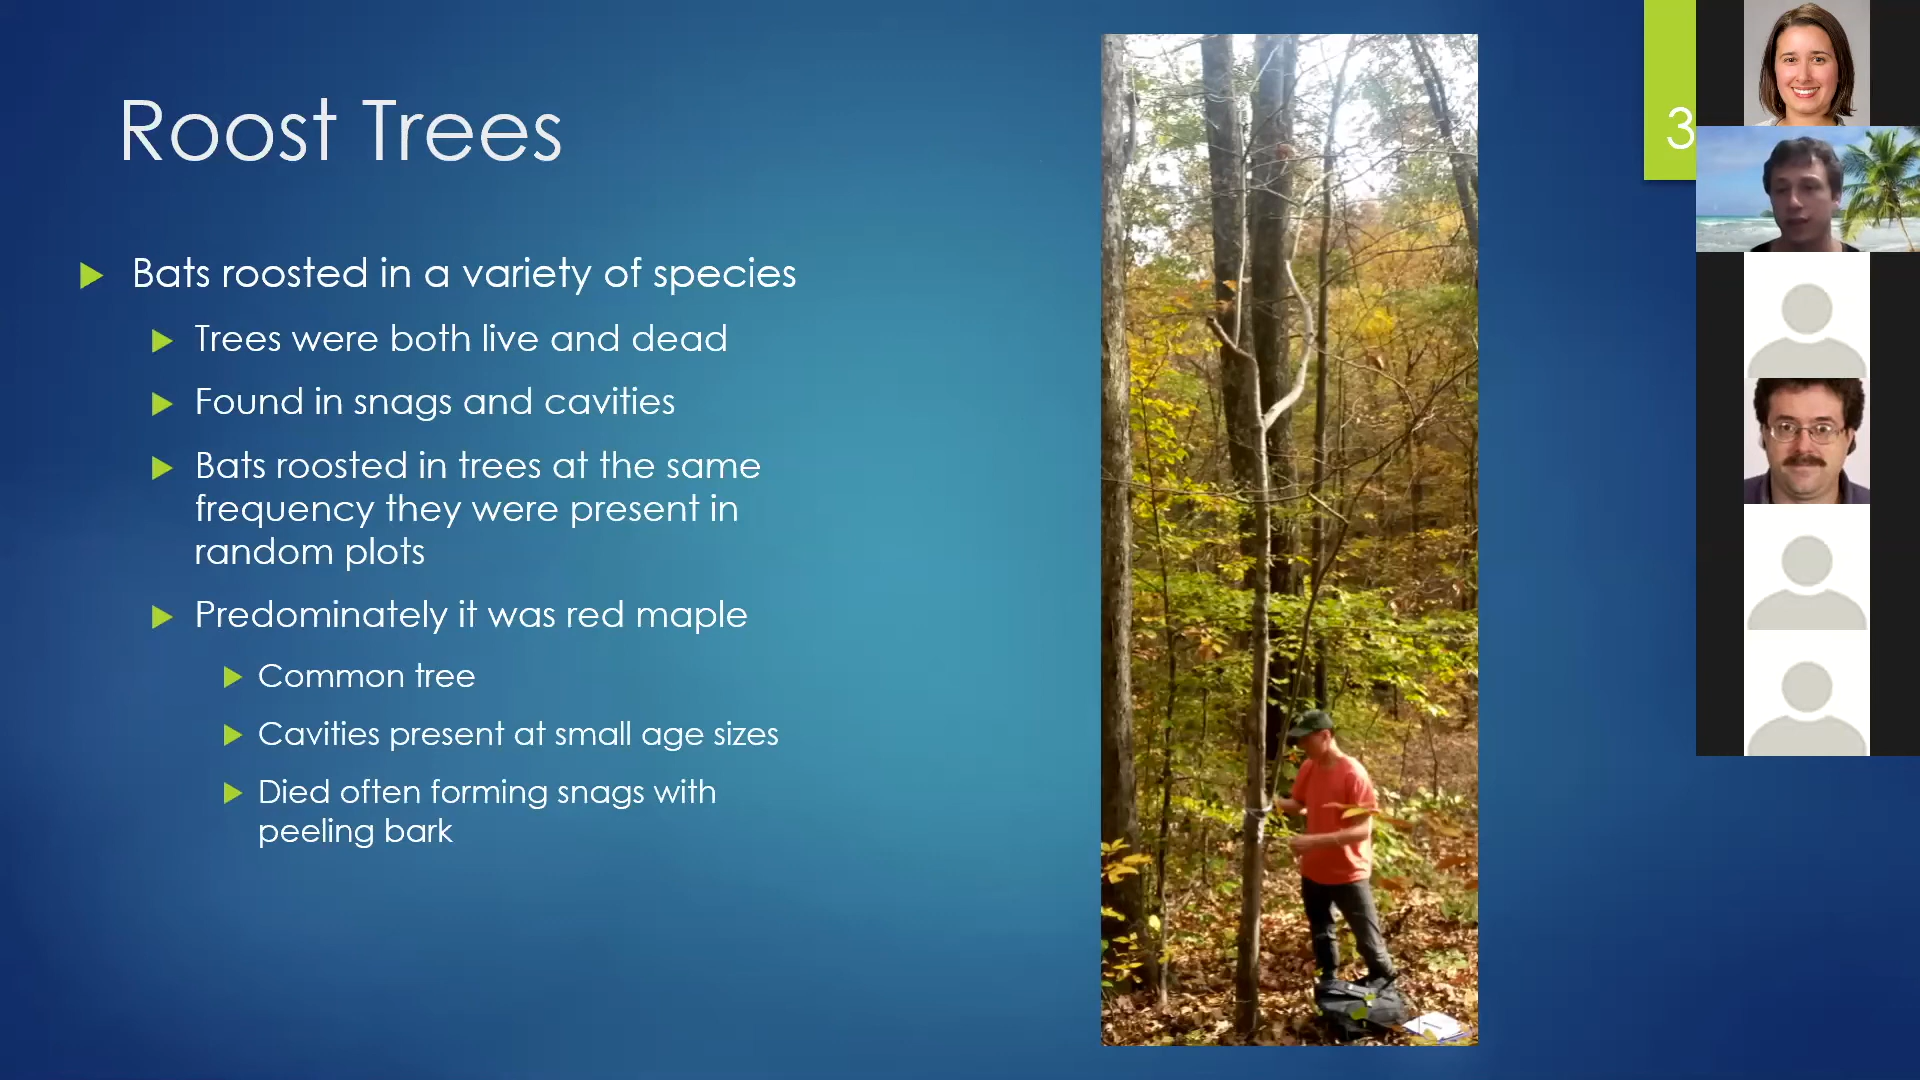 Roost Trees
3
Bats roosted in a variety of species
Trees were both live and dead
Found in snags and cavities
Bats roosted in trees at the same
frequency they were present in
random plots
Predominately it was red maple
Common tree
Cavities present at small age sizes
Died often forming snags with
peeling bark